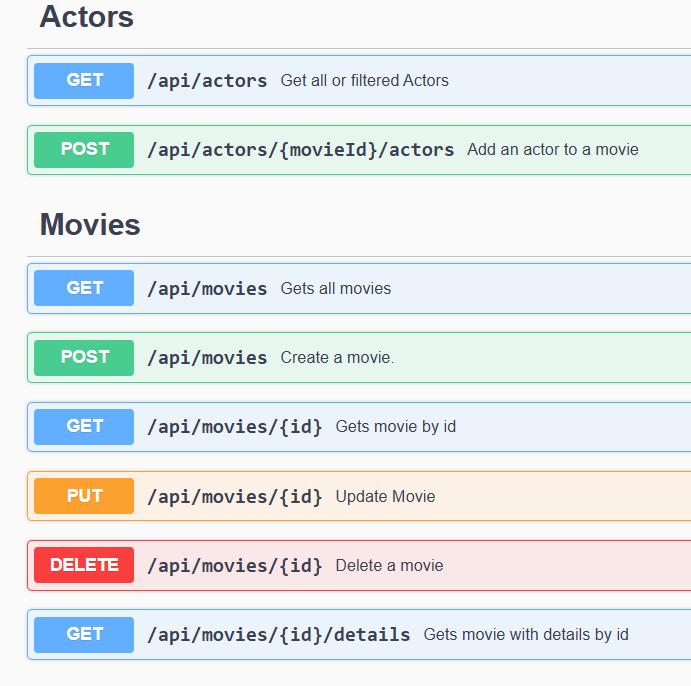 Actors
GET /api/actors Get all or filtered Actors
POST /api/actors/{movieId}/actors Add an actor to a movie
Movies
GET /api/movies Gets all movies
POST /api/movies Create a movie.
GET /api/movies/{id} Gets movie by id
PUT /api/movies/{id} Update Movie
DELETE /api/movies/{id} Delete a movie
GET /api/movies/{id}/details Gets movie with details by id